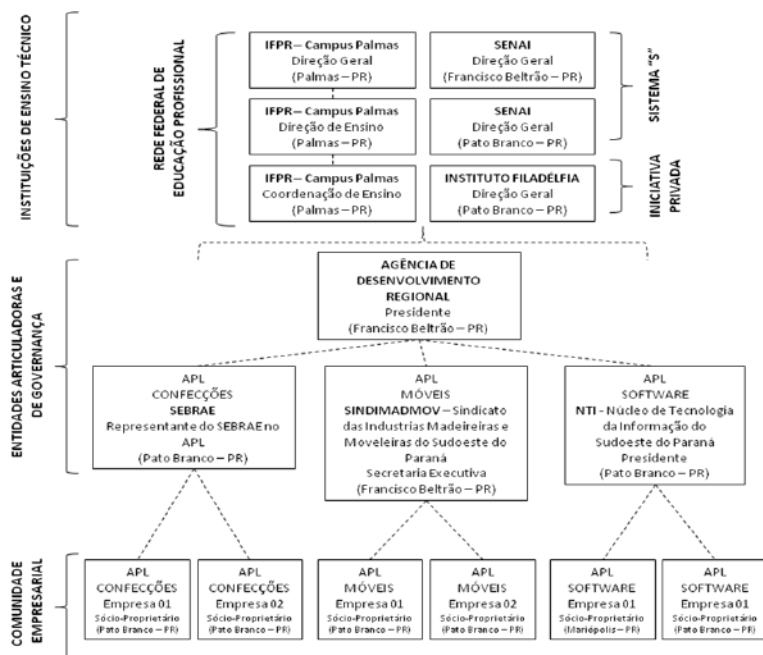 INSTITUIÇÕES DE ENSINO TÉCNICO
REDE FEDERAL DE
EDUCAÇÃO PROFISSIONAL
IFPR – Campus Palmas
Direção Geral
(Palmas – PR)
SENAI
Direção Geral
(Francisco Beltrão – PR)
SISTEMA "S"
IFPR – Campus Palmas
Direção de Ensino
(Palmas – PR)
SENAI
Direção Geral
(Pato Branco – PR)
IFPR – Campus Palmas
Coordenação de Ensino
(Palmas – PR)
INSTITUTO FILADÉLFIA
Direção Geral
(Pato Branco – PR)
INICIATIVA
PRIVADA
ENTIDADES ARTICULADORAS E
DE GOVERNANÇA
AGÊNCIA DE
DESENVOLVIMENTO
REGIONAL
Presidente
(Francisco Beltrão – PR)
APL
CONFECÇÕES
SEBRAE
Representante do SEBRAE no
APL
(Pato Branco – PR)
APL
MÓVEIS
SINDIMADMOV – Sindicato
das Industrias Madeireiras e
Moveleiras do Sudoeste do
Paraná
Secretaria Executiva
(Francisco Beltrão – PR)
APL
SOFTWARE
NTI - Núcleo de Tecnologia
da Informação do
Sudoeste do Paraná
Presidente
(Pato Branco – PR)
COMUNIDADE
EMPRESARIAL
APL
CONFECÇÕES
Empresa 01
Sócio-Proprietário
(Pato Branco – PR)
APL
CONFECÇÕES
Empresa 02
Sócio-Proprietário
(Pato Branco – PR)
APL
MÓVEIS
Empresa 01
Sócio-Proprietário
(Pato Branco – PR)
APL
MÓVEIS
Empresa 02
Sócio-Proprietário
(Pato Branco – PR)
APL
SOFTWARE
Empresa 01
Sócio-Proprietário
(Mariópolis – PR)
APL
SOFTWARE
Empresa 01
Sócio-Proprietário
(Pato Branco – PR)